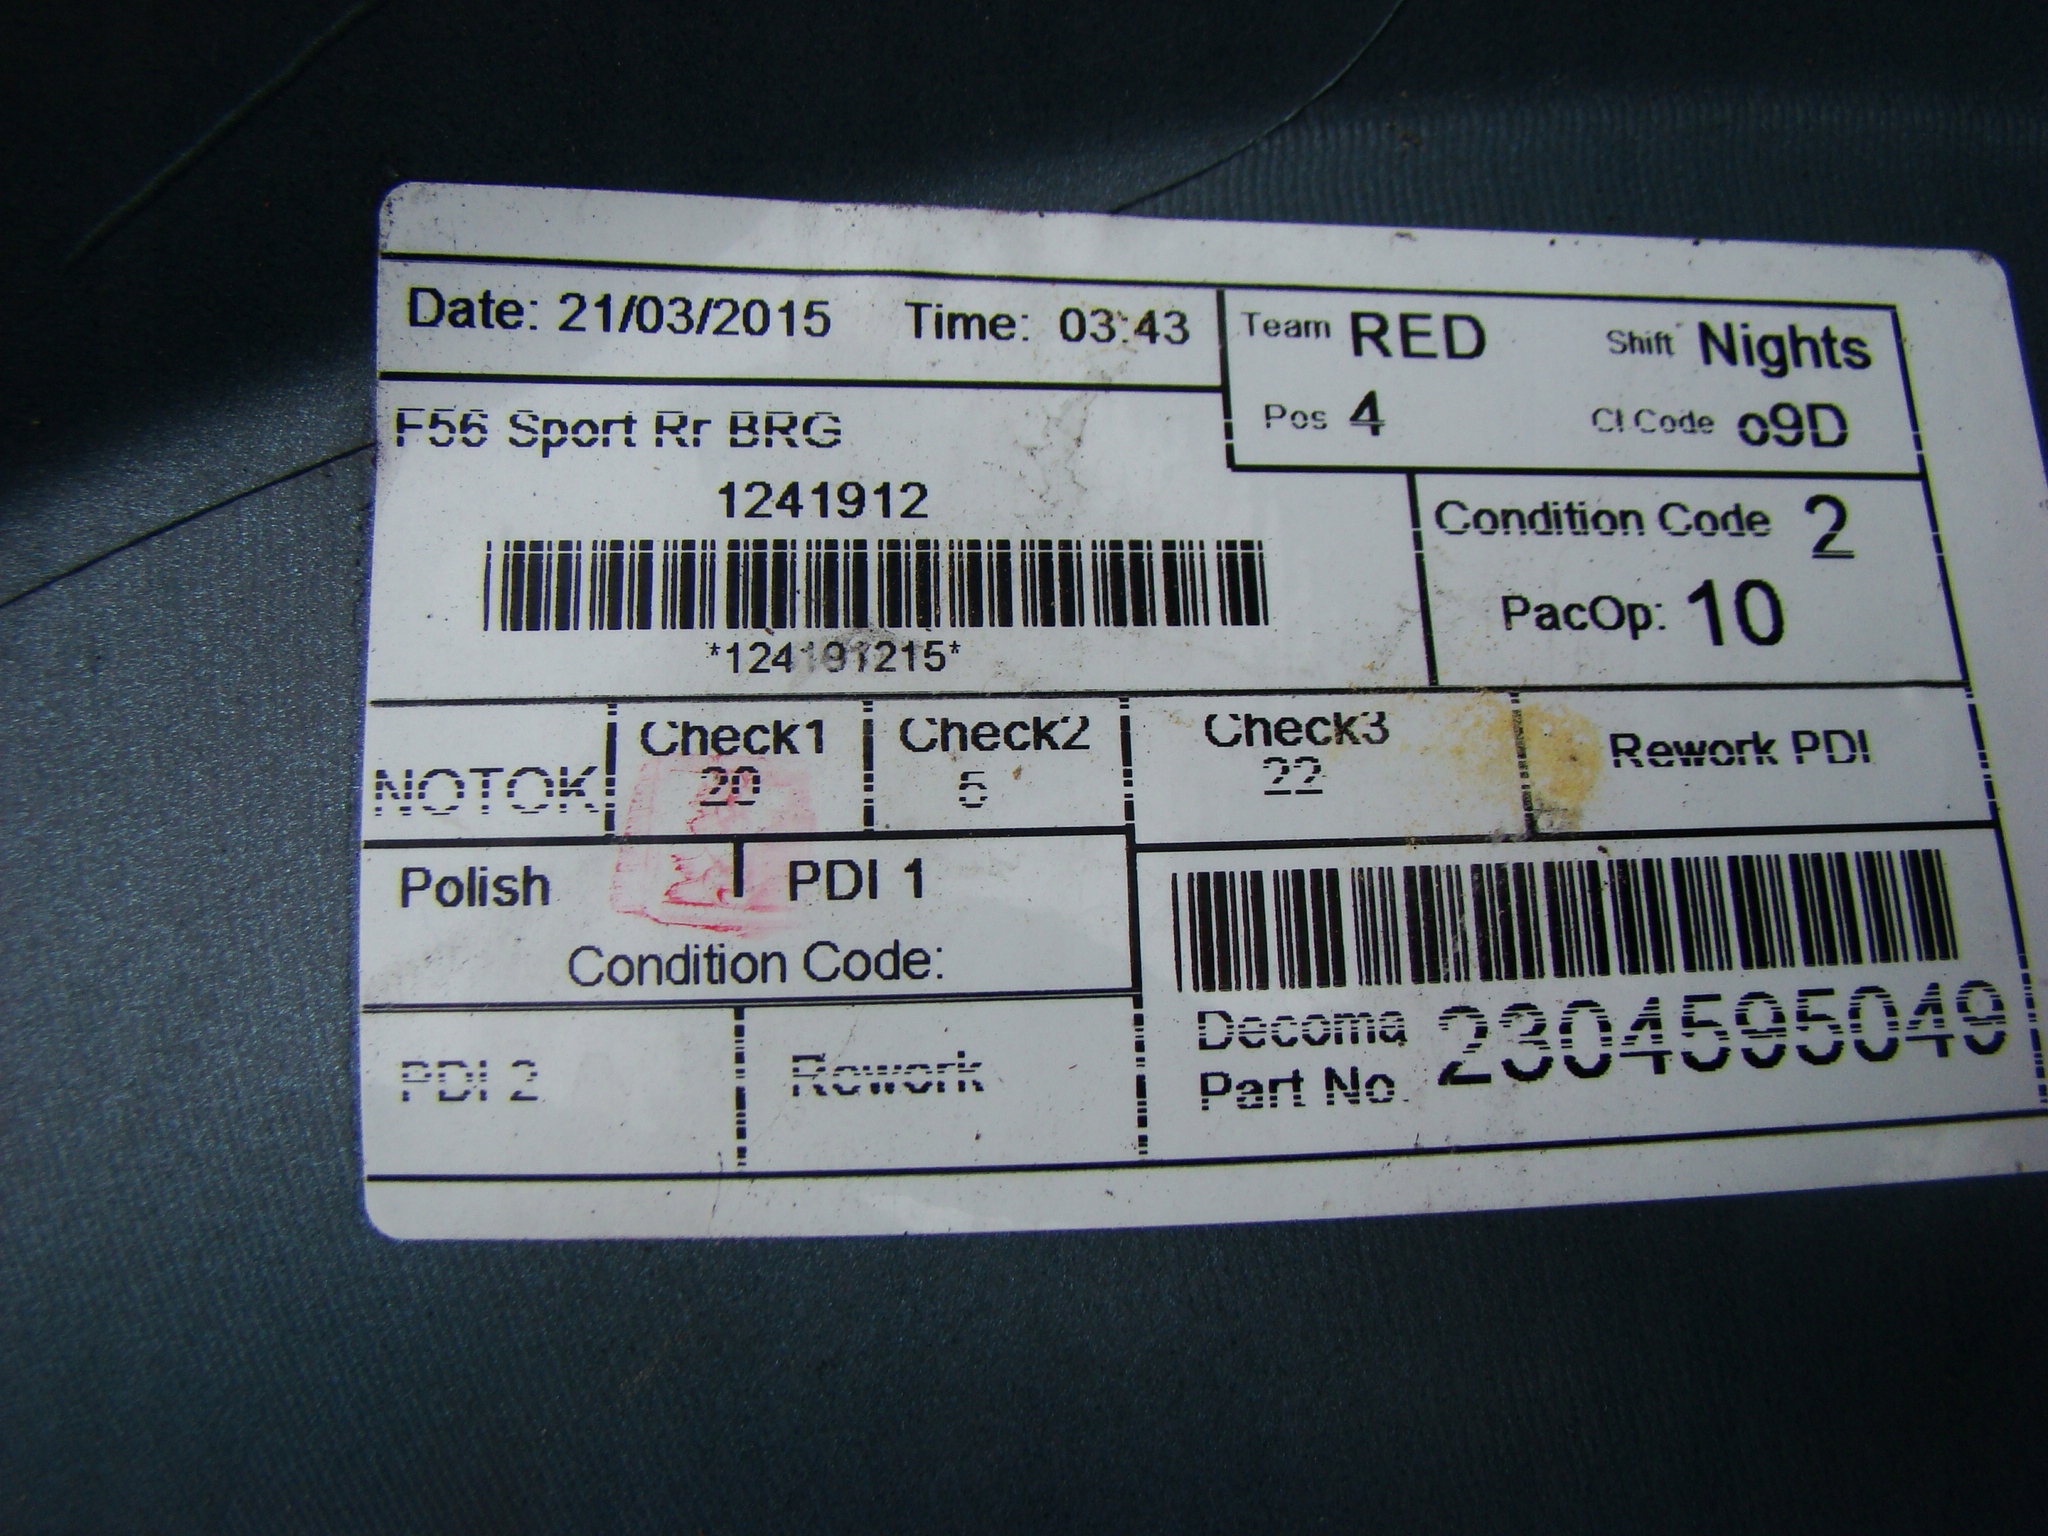 Date: 21/03/2015 Time: 03:43
Team RED Shift Nights
Pos 4 Cl Code o9D
F56 Sport Rr BRG
1241912
*124191215*
Condition Code 2
PacOp: 10
NOTOK
Check1
20
Check2
5
Check3
22
Rework PDI
Polish PDI 1
Condition Code:
PDI 2 Rework
Decoma
Part No. 2304595049